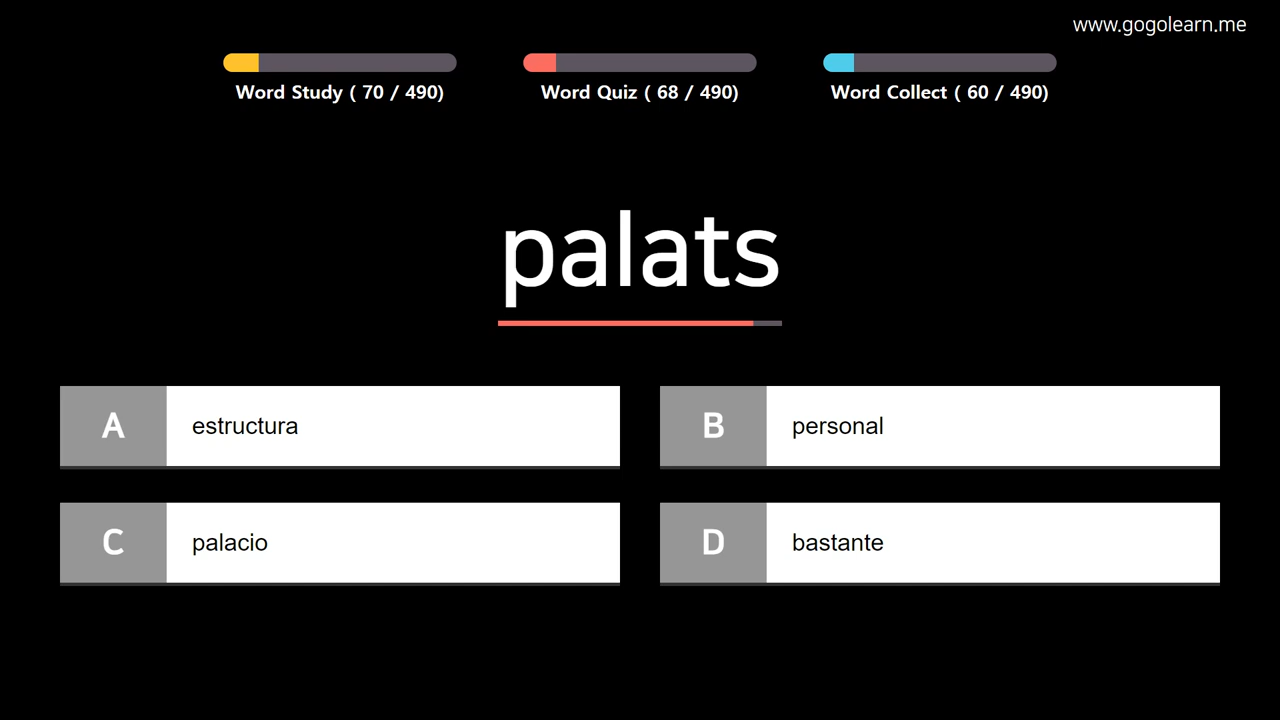 www.gogolearn.me
Word Study ( 70 / 490)
Word Quiz ( 68 / 490)
Word Collect ( 60 / 490)
palats
A estructura
B personal
C palacio
D bastante